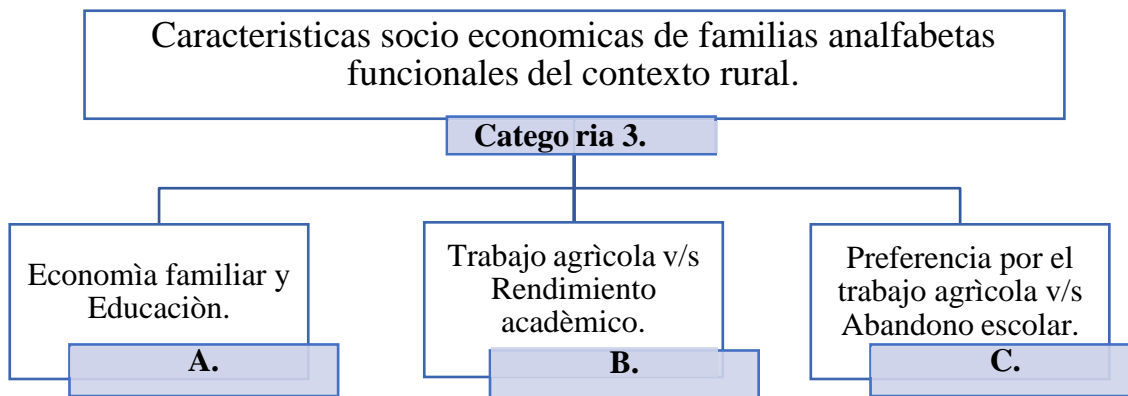 Caracteristicas socio economicas de familias analfabetas
funcionales del contexto rural.
Catego ria 3.
Economìa familiar y
Educaciòn.
A.
Trabajo agrìcola v/s
Rendimiento
acadèmico.
B.
Preferencia por el
trabajo agrìcola v/s
Abandono escolar.
C.